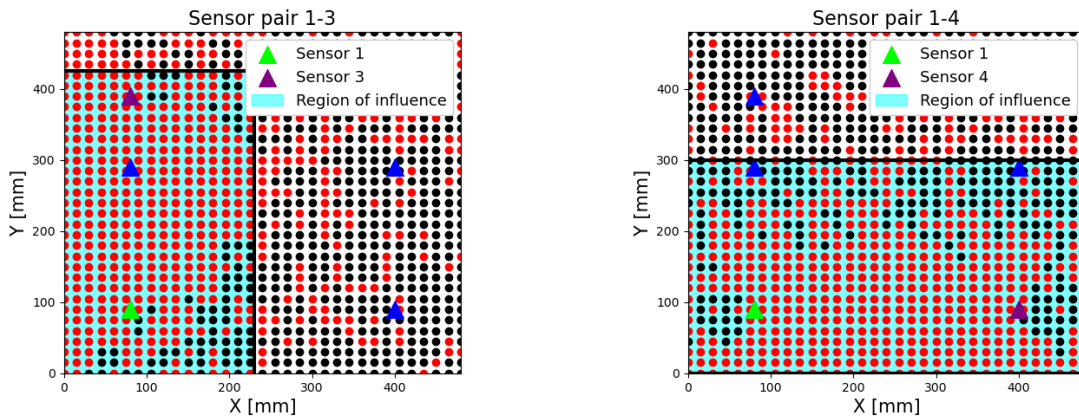 Sensor pair 1-3
Sensor 1
Sensor 3
Region of influence
Y [mm]
400
300
200
100
0
0 100 200 300 400
X [mm]
Sensor pair 1-4
Sensor 1
Sensor 4
Region of influence
Y [mm]
400
300
200
100
0
0 100 200 300 400
X [mm]